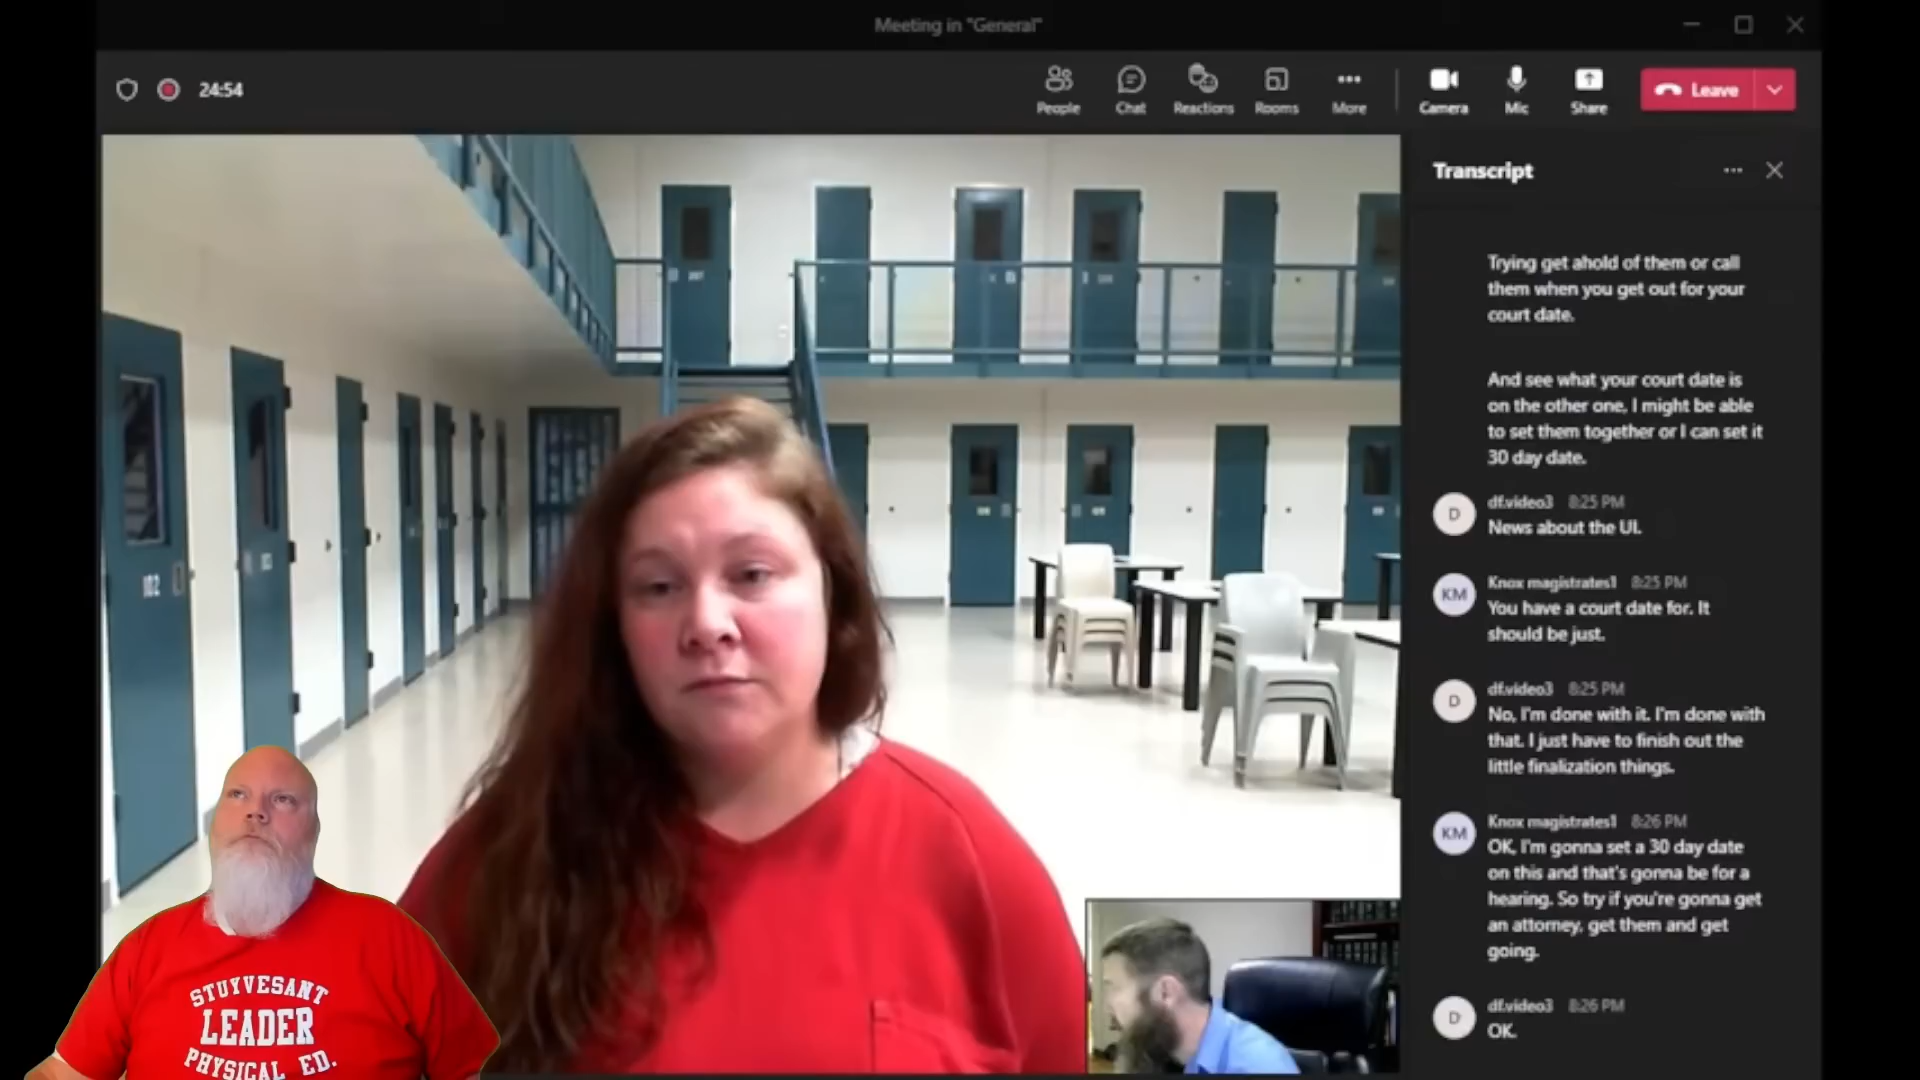 Meeting in "General"
24:54
People
Chat
Reactions
Rooms
More
Camera
Mic
Share
Leave
Transcript
Trying get ahold of them or call
them when you get out for your
court date.
And see what your court date is
on the other one, I might be able
to set them together or I can set it
30 day date.
D
df.video3 8:25 PM
News about the UI.
KM
Knox magistrates1 8:25 PM
You have a court date for. It
should be just.
D
df.video3 8:25 PM
No, I'm done with it. I'm done with
that. I just have to finish out the
little finalization things.
KM
Knox magistrates1 8:26 PM
OK, I'm gonna set a 30 day date
on this and that's gonna be for a
hearing. So try if you're gonna get
an attorney, get them and get
going.
D
df.video3 8:26 PM
OK.
102
STUYVESANT
LEADER
PHYSICAL ED.